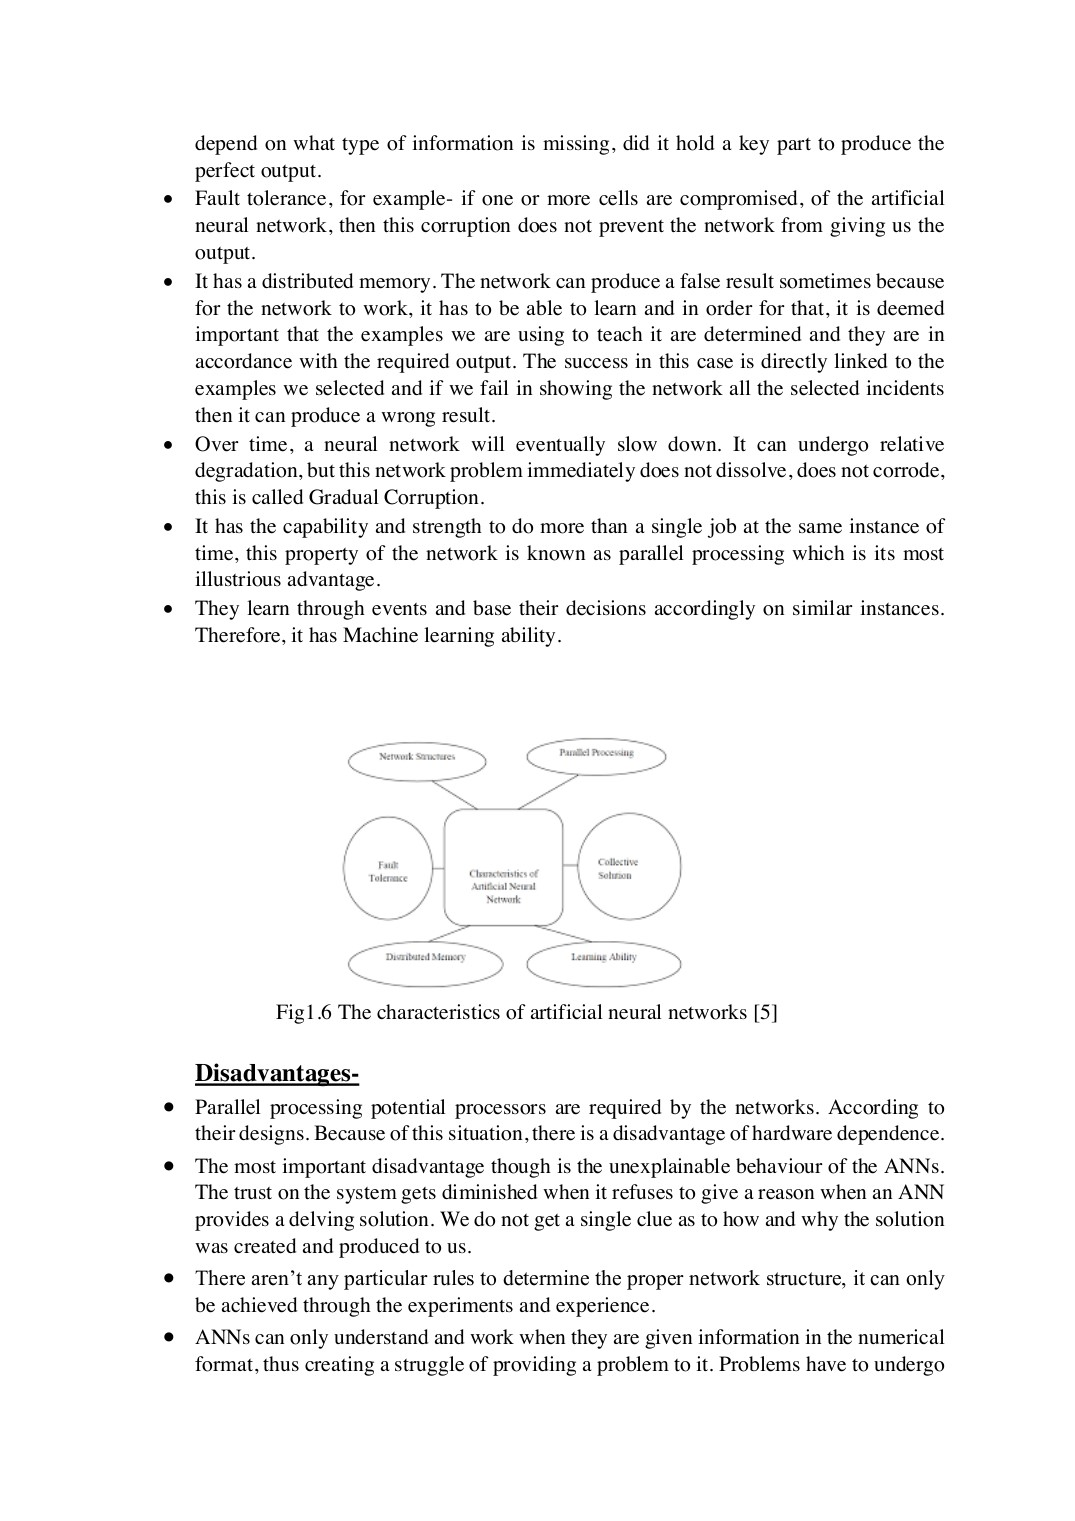 depend on what type of information is missing, did it hold a key part to produce the
perfect output.
• Fault tolerance, for example- if one or more cells are compromised, of the artificial
neural network, then this corruption does not prevent the network from giving us the
output.
• It has a distributed memory. The network can produce a false result sometimes because
for the network to work, it has to be able to learn and in order for that, it is deemed
important that the examples we are using to teach it are determined and they are in
accordance with the required output. The success in this case is directly linked to the
examples we selected and if we fail in showing the network all the selected incidents
then it can produce a wrong result.
• Over time, a neural network will eventually slow down. It can undergo relative
degradation, but this network problem immediately does not dissolve, does not corrode,
this is called Gradual Corruption.
• It has the capability and strength to do more than a single job at the same instance of
time, this property of the network is known as parallel processing which is its most
illustrious advantage.
• They learn through events and base their decisions accordingly on similar instances.
Therefore, it has Machine learning ability.
Network Structures
Parallel Processing
Fault
Tolerance
Characteristics of
Artificial Neural
Network
Collective
Solution
Distributed Memory
Learning Ability
Fig1.6 The characteristics of artificial neural networks [5]
Disadvantages-
• Parallel processing potential processors are required by the networks. According to
their designs. Because of this situation, there is a disadvantage of hardware dependence.
• The most important disadvantage though is the unexplainable behaviour of the ANNs.
The trust on the system gets diminished when it refuses to give a reason when an ANN
provides a delving solution. We do not get a single clue as to how and why the solution
was created and produced to us.
• There aren’t any particular rules to determine the proper network structure, it can only
be achieved through the experiments and experience.
• ANNs can only understand and work when they are given information in the numerical
format, thus creating a struggle of providing a problem to it. Problems have to undergo